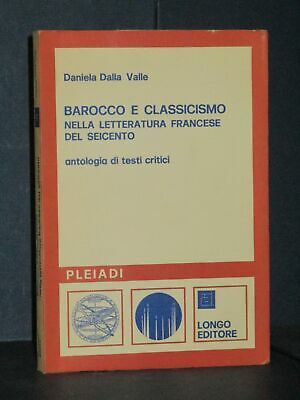 Daniela Dalla Valle
BAROCCO E CLASSICISMO
NELLA LETTERATURA FRANCESE
DEL SEICENTO
antologia di testi critici
PLEIADI
LONGO
EDITORE